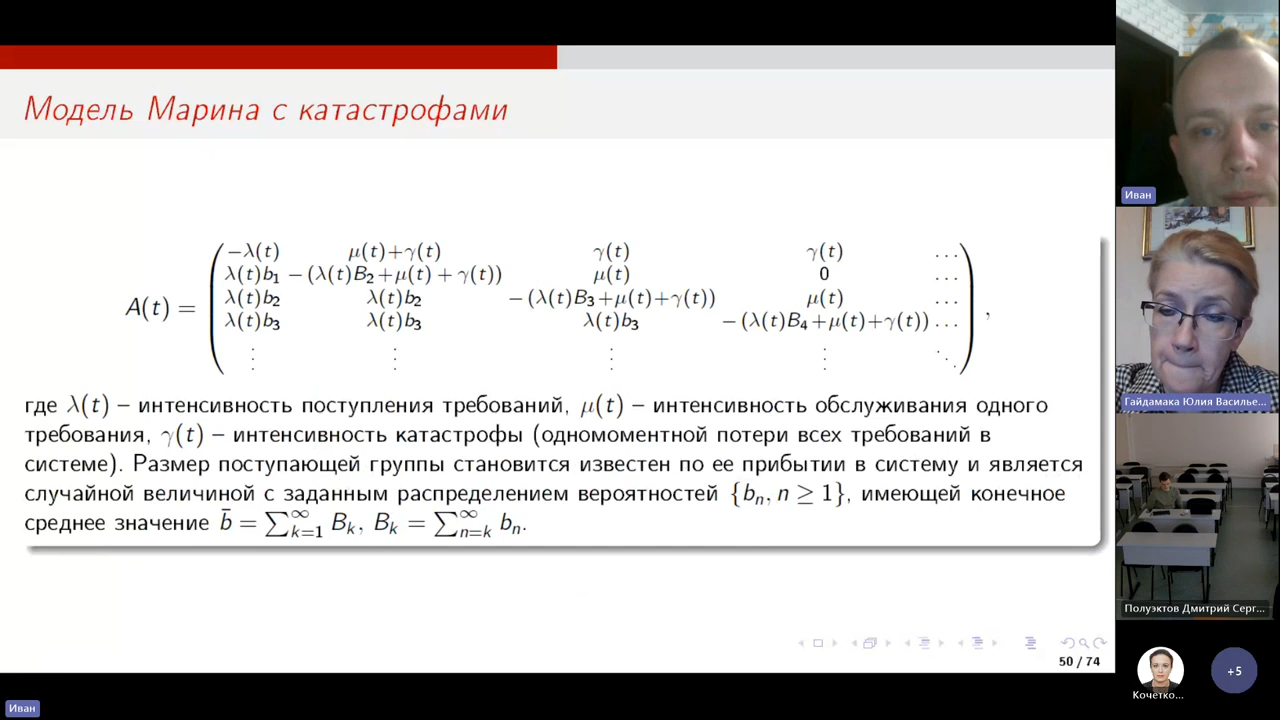 Модель Марина с катастрофами
A(t) =
−λ(t) μ(t)+γ(t) γ(t) γ(t) ...
λ(t)b₁ −(λ(t)B₂+μ(t)+γ(t)) μ(t) 0 ...
λ(t)b₂ λ(t)b₂ −(λ(t)B₃+μ(t)+γ(t)) μ(t) ...
λ(t)b₃ λ(t)b₃ λ(t)b₃ −(λ(t)B₄+μ(t)+γ(t)) ...
⋮ ⋮ ⋮ ⋮ ⋱
,
где λ(t) – интенсивность поступления требований, μ(t) – интенсивность обслуживания одного
требования, γ(t) – интенсивность катастрофы (одномоментной потери всех требований в
системе). Размер поступающей группы становится известен по ее прибытии в систему и является
случайной величиной с заданным распределением вероятностей {bₙ, n ≥ 1}, имеющей конечное
среднее значение b̄ = ∑_{k=1}^{∞} Bₖ, Bₖ = ∑_{n=k}^{∞} bₙ.
50 / 74
Иван
Иван
Гайдамака Юлия Василье...
Полуэктов Дмитрий Серг...
Кочетко...
+5